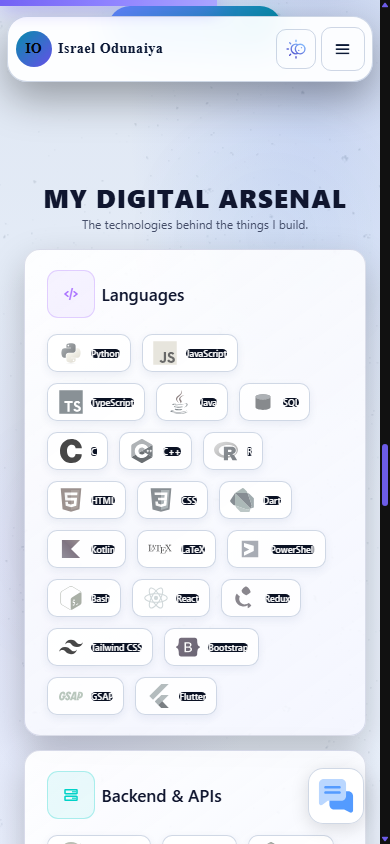 IO Israel Odunaiya
MY DIGITAL ARSENAL
The technologies behind the things I build.
</> Languages
Python JS JavaScript
TS TypeScript Java SQL
C C C++ R R
5 HTML 3 CSS Dart
Kotlin LaTeX LaTeX PowerShell
Bash React Redux
Tailwind CSS B Bootstrap
GSAP GSAP Flutter
Backend & APIs